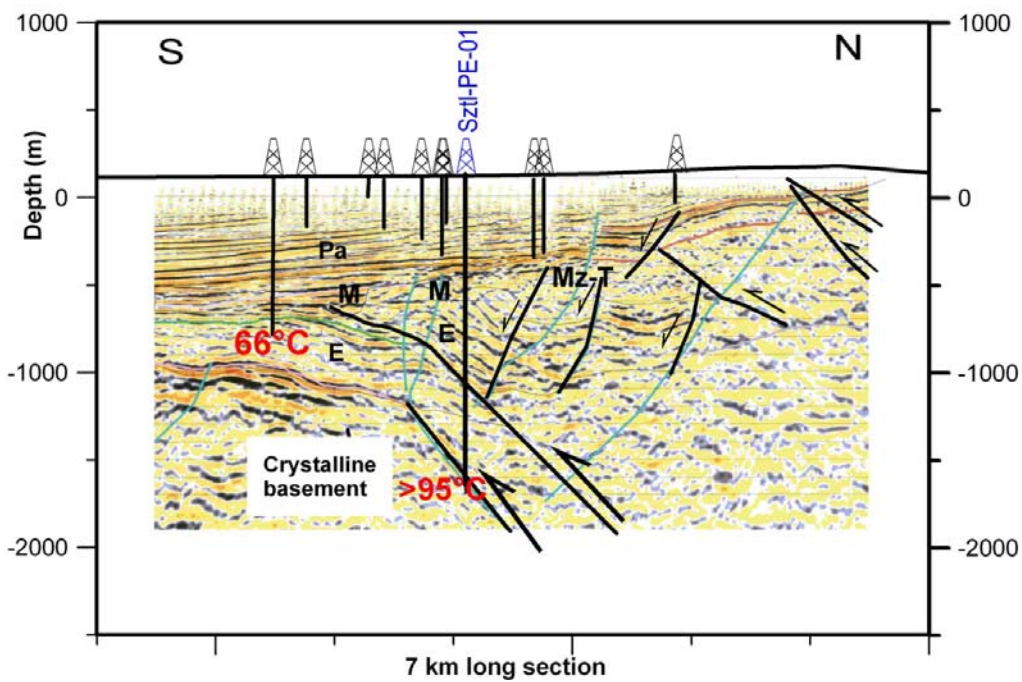 1000
1000
S
N
Sztl-PE-01
Depth (m)
0
0
Pa
M
M
Mz-T
E
E
66°C
-1000
-1000
Crystalline
basement
>95°C
-2000
-2000
7 km long section